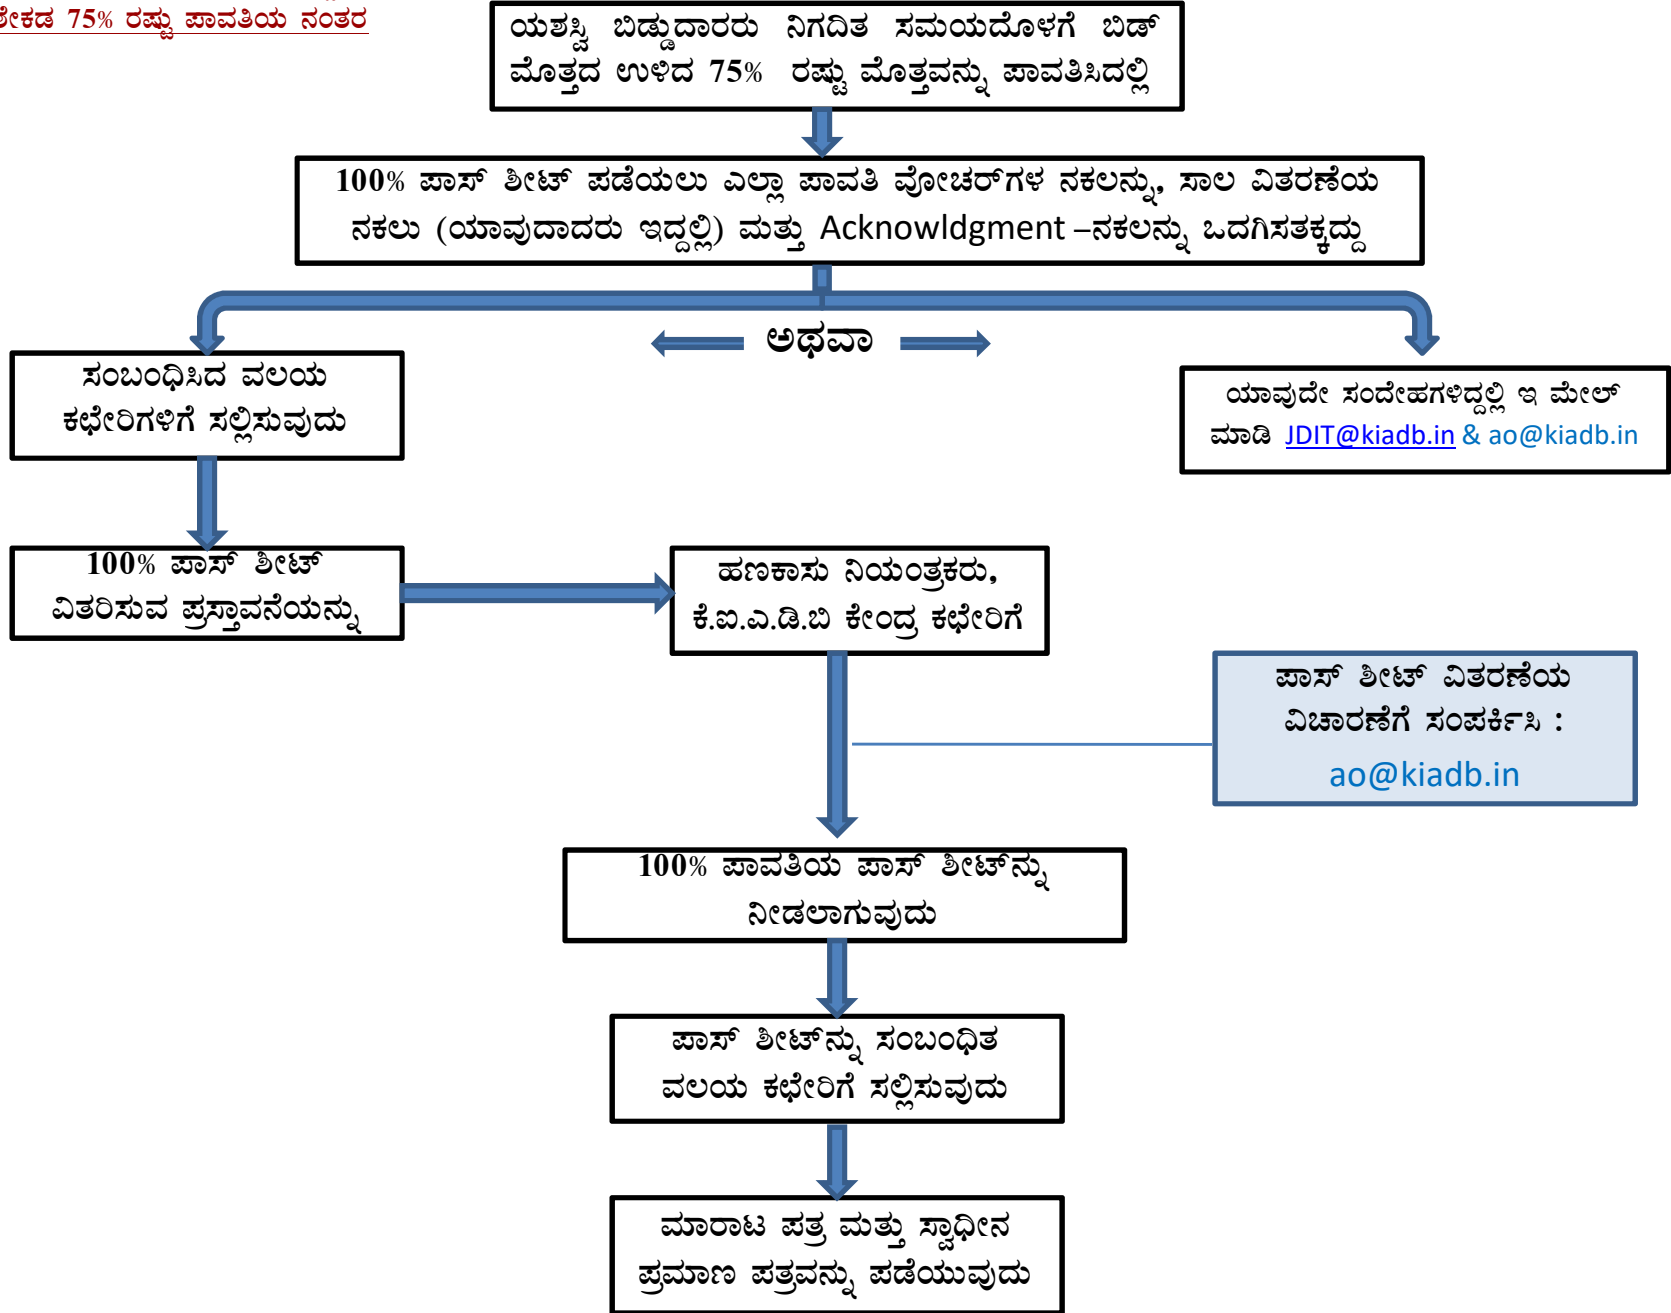 ಶೇಕಡ 75% ರಷ್ಟು ಪಾವತಿಯ ನಂತರ
ಯಶಸ್ವಿ ಬಿಡ್ಡುದಾರರು ನಿಗದಿತ ಸಮಯದೊಳಗೆ ಬಿಡ್
ಮೊತ್ತದ ಉಳಿದ 75% ರಷ್ಟು ಮೊತ್ತವನ್ನು ಪಾವತಿಸಿದಲ್ಲಿ
100% ಪಾಸ್ ಶೀಟ್ ಪಡೆಯಲು ಎಲ್ಲಾ ಪಾವತಿ ವೋಚರ್‌ಗಳ ನಕಲನ್ನು, ಸಾಲ ವಿತರಣೆಯ
ನಕಲು (ಯಾವುದಾದರು ಇದ್ದಲ್ಲಿ) ಮತ್ತು Acknowldgment –ನಕಲನ್ನು ಒದಗಿಸತಕ್ಕದ್ದು
ಅಥವಾ
ಸಂಬಂಧಿಸಿದ ವಲಯ
ಕಛೇರಿಗಳಿಗೆ ಸಲ್ಲಿಸುವುದು
ಯಾವುದೇ ಸಂದೇಹಗಳಿದ್ದಲ್ಲಿ ಇ ಮೇಲ್
ಮಾಡಿ JDIT@kiadb.in & ao@kiadb.in
100% ಪಾಸ್ ಶೀಟ್
ವಿತರಿಸುವ ಪ್ರಸ್ತಾವನೆಯನ್ನು
ಹಣಕಾಸು ನಿಯಂತ್ರಕರು,
ಕೆ.ಐ.ಎ.ಡಿ.ಬಿ ಕೇಂದ್ರ ಕಛೇರಿಗೆ
ಪಾಸ್ ಶೀಟ್ ವಿತರಣೆಯ
ವಿಚಾರಣೆಗೆ ಸಂಪರ್ಕಿಸಿ :
ao@kiadb.in
100% ಪಾವತಿಯ ಪಾಸ್ ಶೀಟ್‌ನ್ನು
ನೀಡಲಾಗುವುದು
ಪಾಸ್ ಶೀಟ್‌ನ್ನು ಸಂಬಂಧಿತ
ವಲಯ ಕಛೇರಿಗೆ ಸಲ್ಲಿಸುವುದು
ಮಾರಾಟ ಪತ್ರ ಮತ್ತು ಸ್ವಾಧೀನ
ಪ್ರಮಾಣ ಪತ್ರವನ್ನು ಪಡೆಯುವುದು